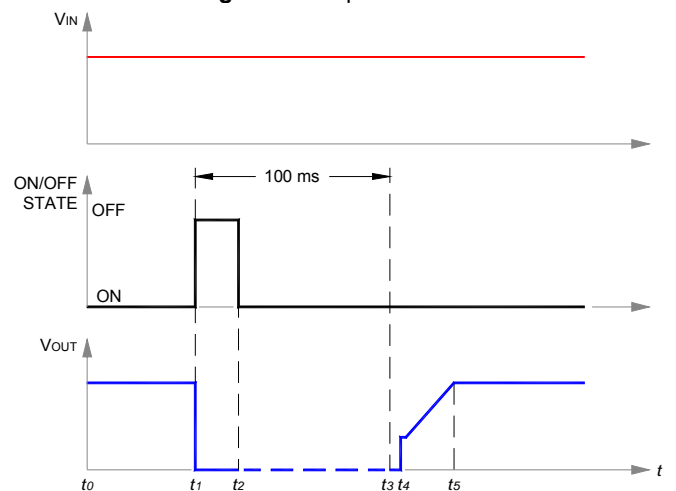 VIN
ON/OFF
STATE
OFF
100 ms
ON
VOUT
t
t0 t1 t2 t3 t4 t5